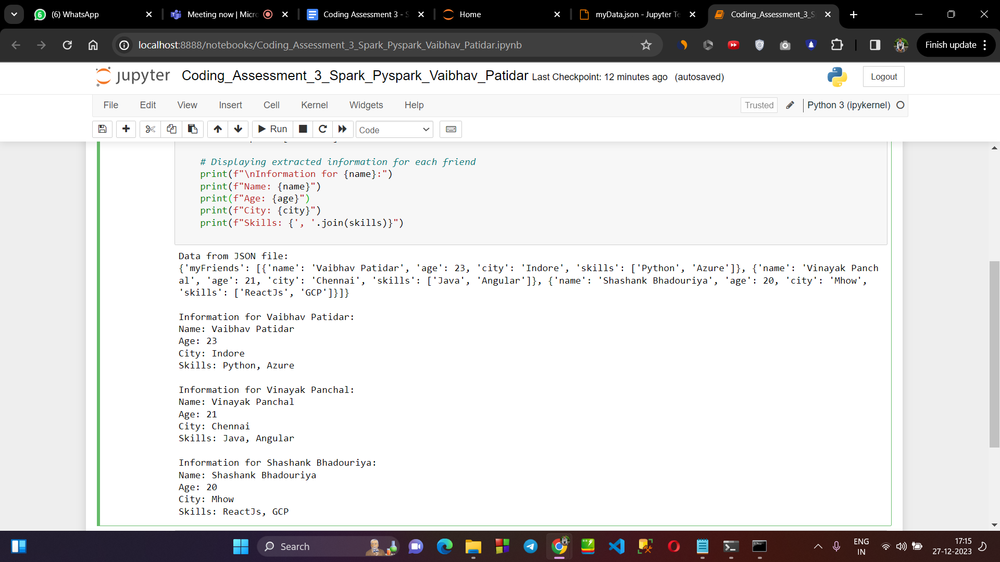 (6) WhatsApp
Meeting now | Micro
Coding Assessment 3 - S
Home
myData.json - Jupyter Te
Coding_Assessment_3_S
localhost:8888/notebooks/Coding_Assessment_3_Spark_Pyspark_Vaibhav_Patidar.ipynb
Finish update
jupyter Coding_Assessment_3_Spark_Pyspark_Vaibhav_Patidar Last Checkpoint: 12 minutes ago (autosaved)
Logout
File Edit View Insert Cell Kernel Widgets Help
Trusted
Python 3 (ipykernel)
Run
Code
# Displaying extracted information for each friend
print(f"\nInformation for {name}:")
print(f"Name: {name}")
print(f"Age: {age}")
print(f"City: {city}")
print(f"Skills: {', '.join(skills)}")
Data from JSON file:
{'myFriends': [{'name': 'Vaibhav Patidar', 'age': 23, 'city': 'Indore', 'skills': ['Python', 'Azure']}, {'name': 'Vinayak Panch
al', 'age': 21, 'city': 'Chennai', 'skills': ['Java', 'Angular']}, {'name': 'Shashank Bhadouriya', 'age': 20, 'city': 'Mhow',
'skills': ['ReactJs', 'GCP']}]}
Information for Vaibhav Patidar:
Name: Vaibhav Patidar
Age: 23
City: Indore
Skills: Python, Azure
Information for Vinayak Panchal:
Name: Vinayak Panchal
Age: 21
City: Chennai
Skills: Java, Angular
Information for Shashank Bhadouriya:
Name: Shashank Bhadouriya
Age: 20
City: Mhow
Skills: ReactJs, GCP
Search
ENG
IN
17:15
27-12-2023